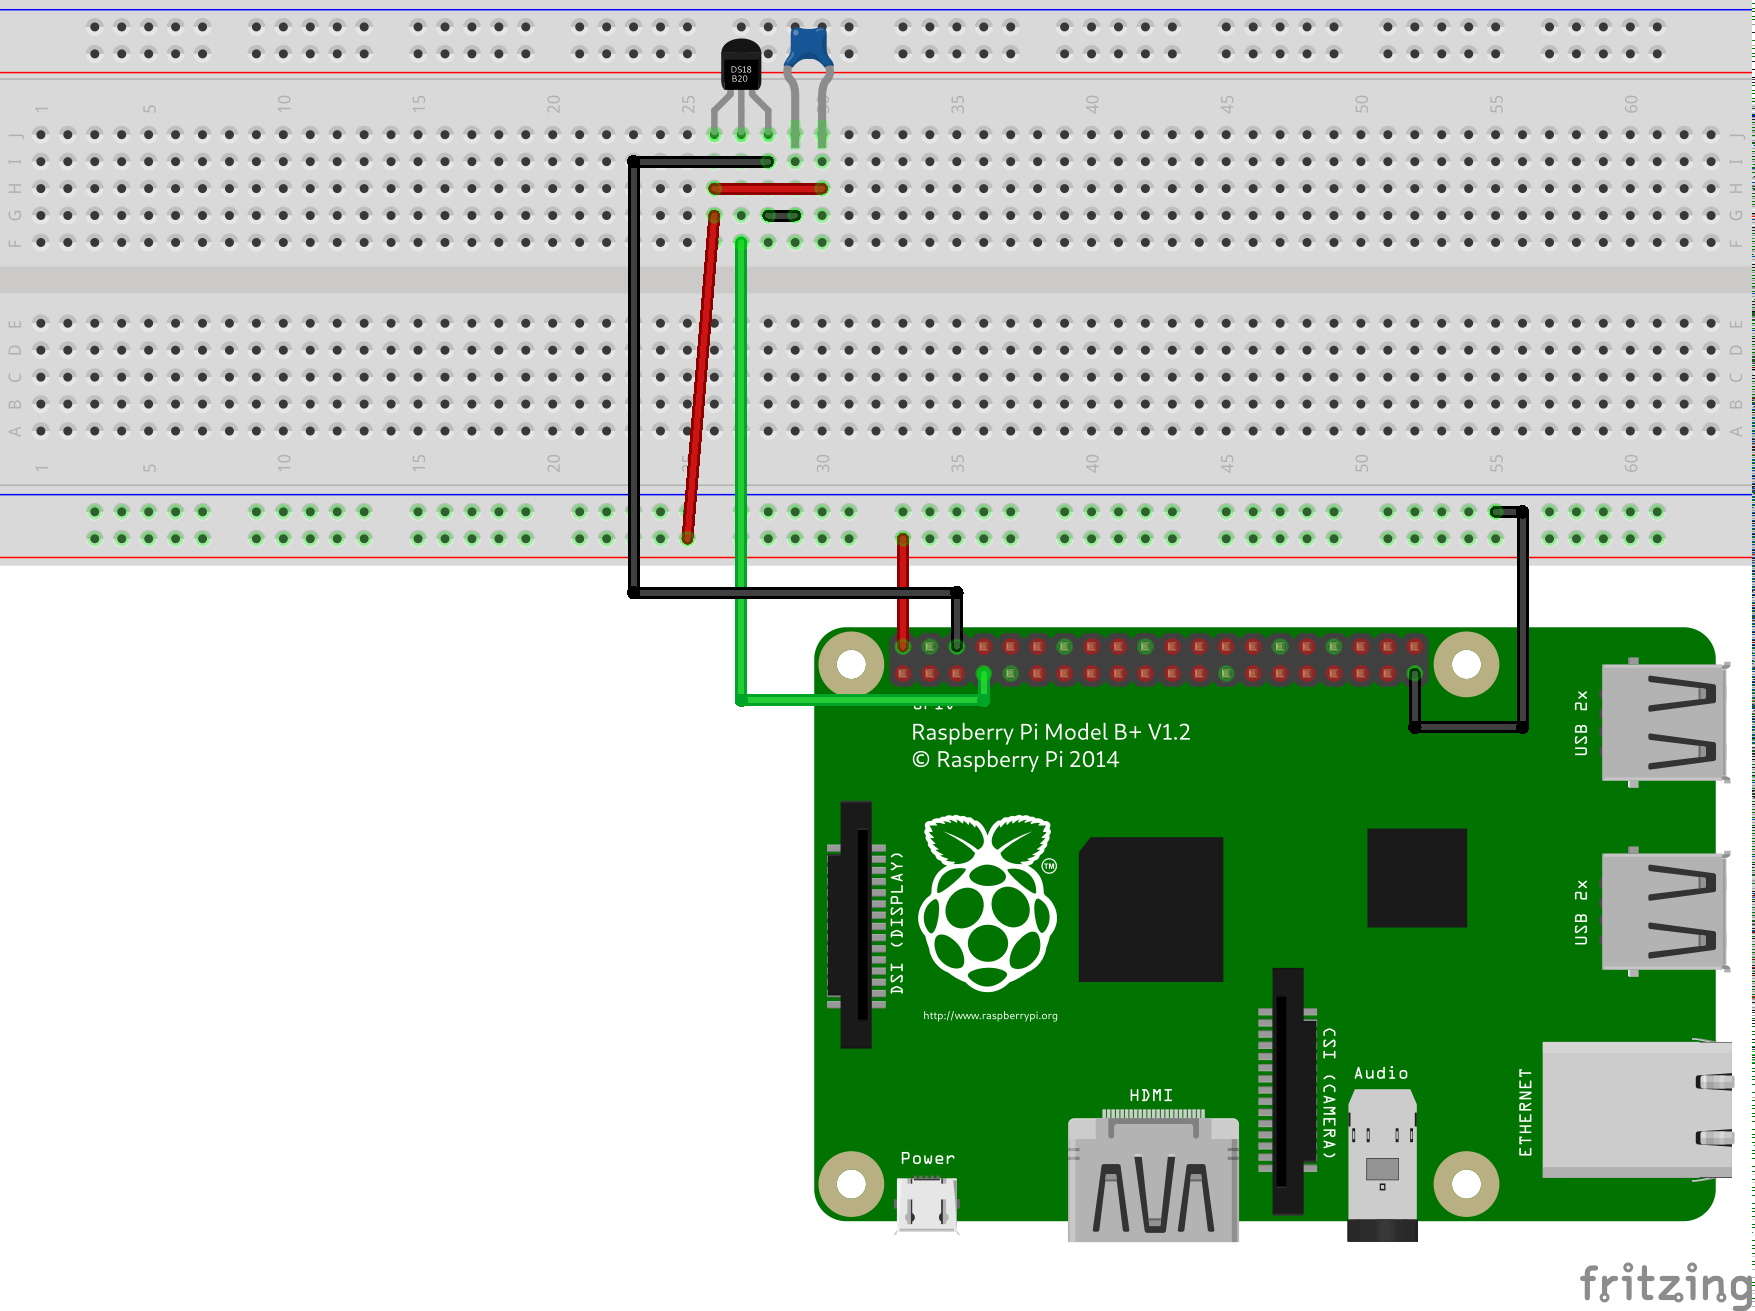 DS18
B20
1 5 10 15 20 25 35 40 45 50 55 60
J J
I I
H H
G G
F F
E E
D D
C C
B B
A A
1 5 10 15 20 30 35 40 45 50 55 60
Raspberry Pi Model B+ V1.2
© Raspberry Pi 2014
USB 2x
DSI (DISPLAY)
TM
USB 2x
http://www.raspberrypi.org
CSI (CAMERA)
Audio
ETHERNET
HDMI
Power
fritzing